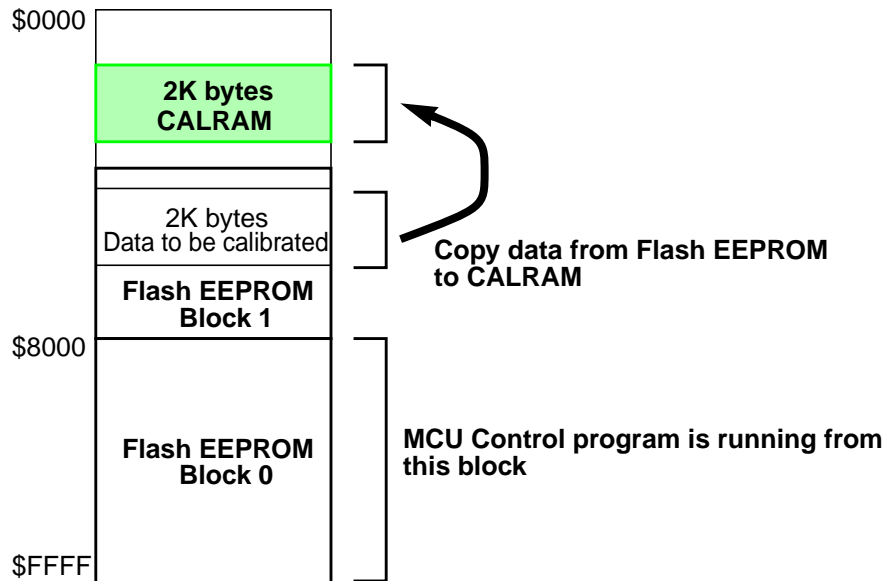 $0000
2K bytes
CALRAM
2K bytes
Data to be calibrated
Copy data from Flash EEPROM
to CALRAM
Flash EEPROM
Block 1
$8000
Flash EEPROM
Block 0
MCU Control program is running from
this block
$FFFF